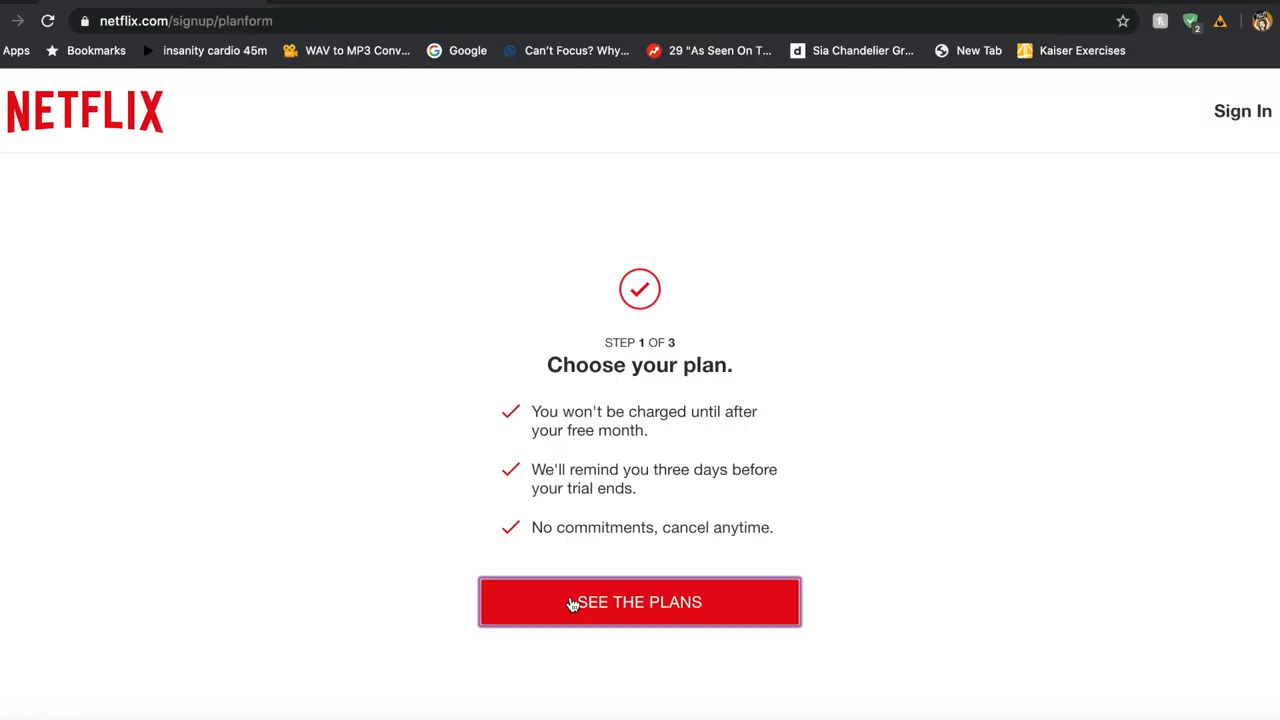 netflix.com/signup/planform
2
Apps
Bookmarks
insanity cardio 45m
WAV to MP3 Conv...
Google
Can't Focus? Why...
29 "As Seen On T...
d
Sia Chandelier Gr...
New Tab
Kaiser Exercises
NETFLIX
Sign In
STEP 1 OF 3
Choose your plan.
You won't be charged until after
your free month.
We'll remind you three days before
your trial ends.
No commitments, cancel anytime.
SEE THE PLANS